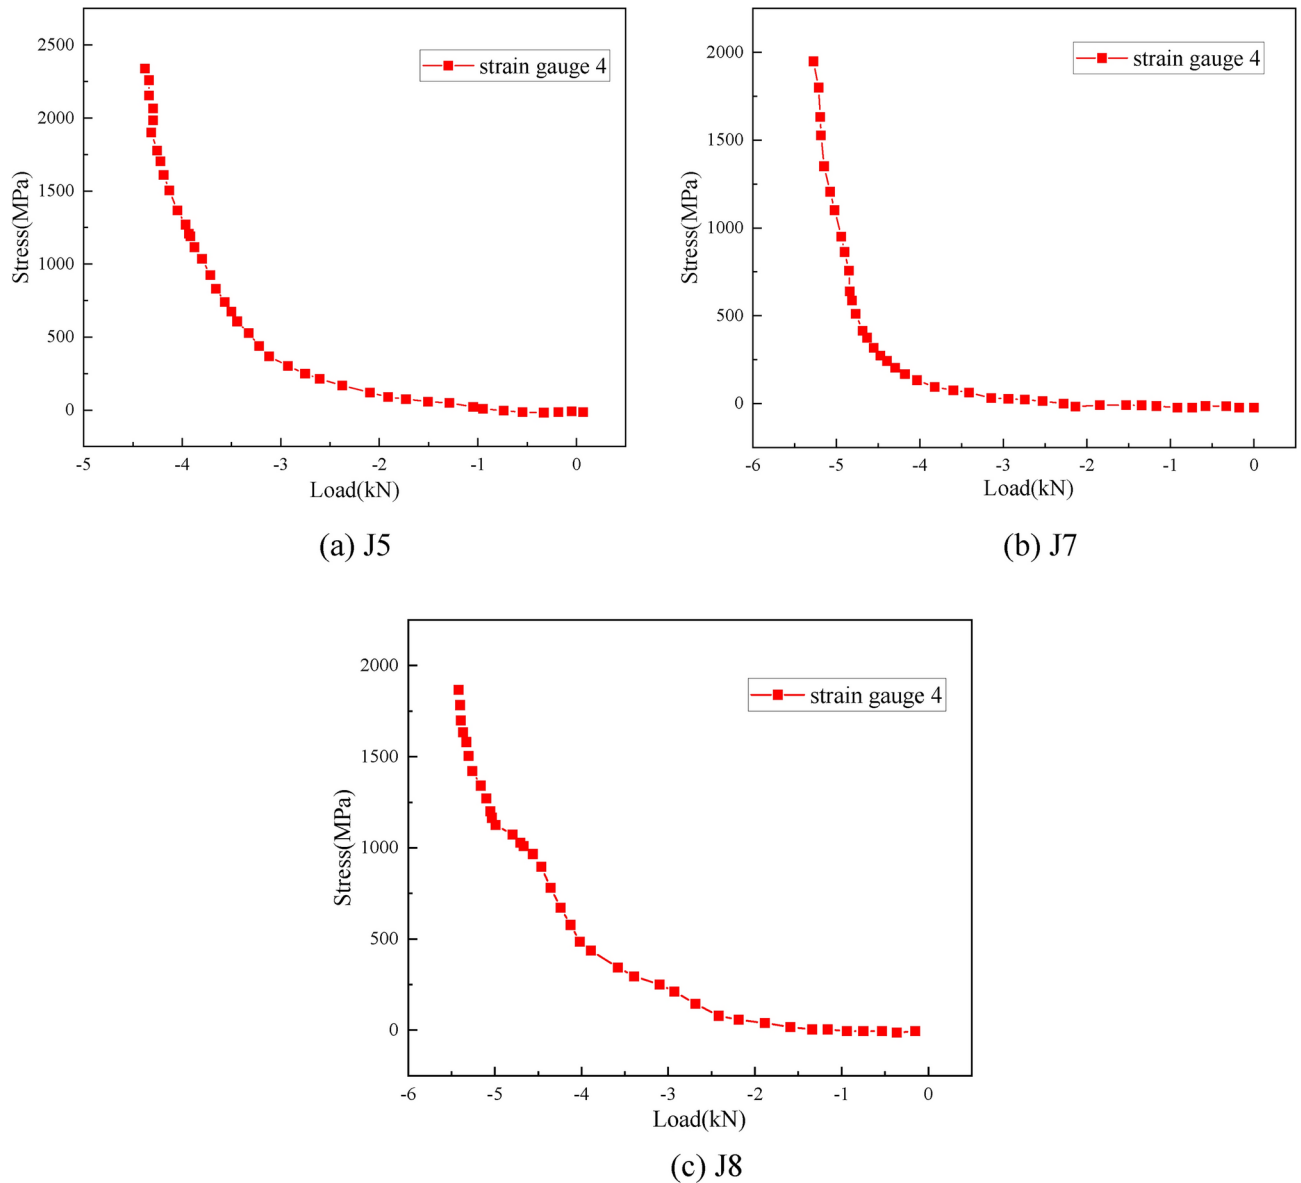 2500
2000
1500
1000
500
0
Stress(MPa)
strain gauge 4
-5 -4 -3 -2 -1 0
Load(kN)
(a) J5
2000
1500
1000
500
0
Stress(MPa)
strain gauge 4
-6 -5 -4 -3 -2 -1 0
Load(kN)
(b) J7
2000
1500
1000
500
0
Stress(MPa)
strain gauge 4
-6 -5 -4 -3 -2 -1 0
Load(kN)
(c) J8